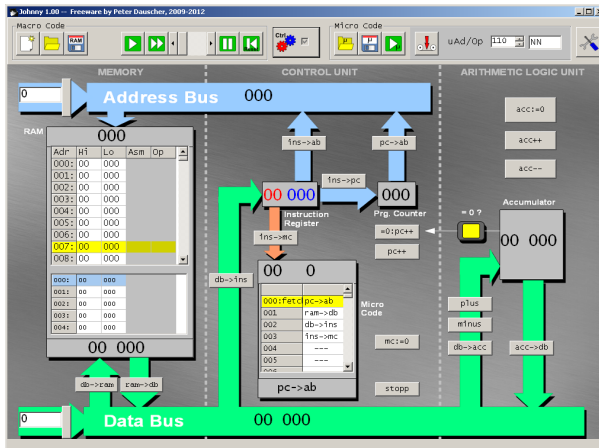 Johnny 1.00 -- Freeware by Peter Dauscher, 2009-2012
Macro Code
Micro Code
RAM
Ctrl
µ
µ
µ
uAd/Op 110 NN
MEMORY
CONTROL UNIT
ARITHMETIC LOGIC UNIT
0
Address Bus 000
acc:=0
acc++
acc--
RAM
000
ins->ab
pc->ab
Adr Hi Lo Asm Op
000: 00 000
001: 00 000
002: 00 000
003: 00 000
004: 00 000
005: 00 000
006: 00 000
007: 00 000
008: 00 000
ins->pc
00 000
000
Instruction
Register
Prg. Counter
= 0 ?
Accumulator
=0:pc++
pc++
00 000
ins->mc
000: 00 000
001: 00 000
002: 00 000
003: 00 000
004: 00 000
db->ins
00 0
000:fetch pc->ab
001 ram->db
002 db->ins
003 ins->mc
004 ---
005 ---
006
Micro
Code
pc->ab
mc:=0
stopp
plus
minus
db->acc
acc->db
00 000
db->ram
ram->db
0
Data Bus 00 000